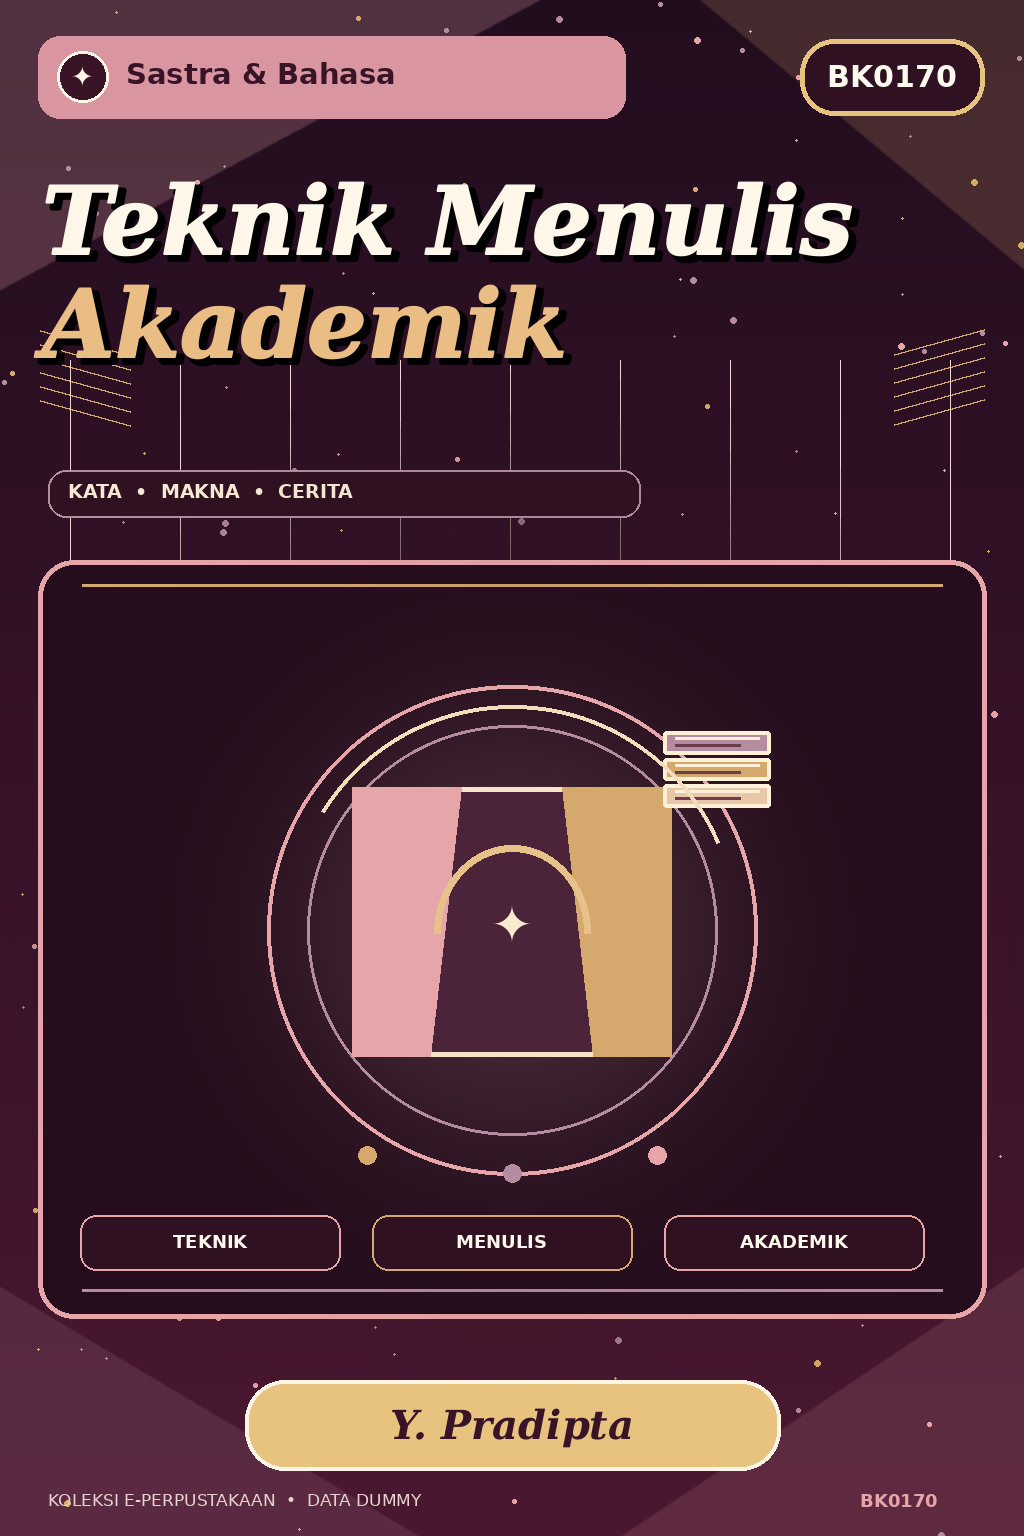 Sastra & Bahasa
BK0170
Teknik Menulis
Akademik
KATA • MAKNA • CERITA
TEKNIK
MENULIS
AKADEMIK
Y. Pradipta
KOLEKSI E-PERPUSTAKAAN • DATA DUMMY
BK0170